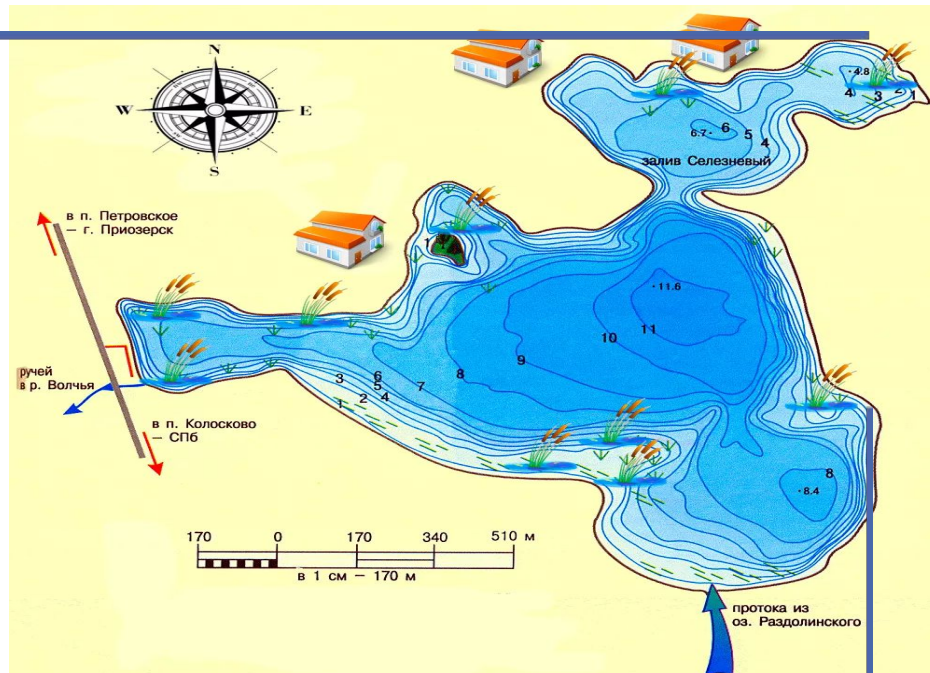 N
W
E
S
4.8
4
3
2
1
6.7
6
5
4
залив Селезневый
в п. Петровское
– г. Приозерск
1
11.6
11
10
9
8
7
6
5
4
3
2
1
ручей
в р. Волчья
в п. Колосково
– СПб
8
8.4
170 0 170 340 510 м
в 1 см – 170 м
протока из
оз. Раздолинского